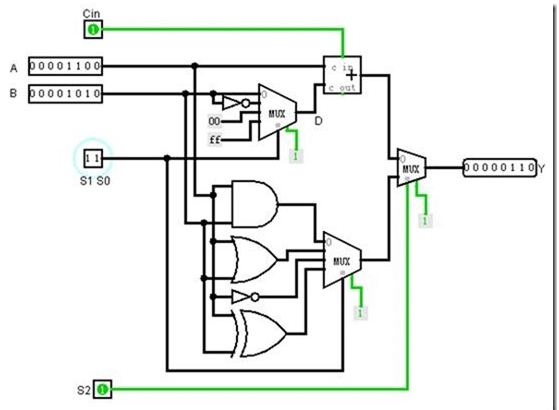 Cin
1
A 00001100
c in
+
c out
B 00001010
0
MUX
00
D
ff
1
11
S1 S0
0
MUX
00000110 Y
1
0
MUX
1
S2 1